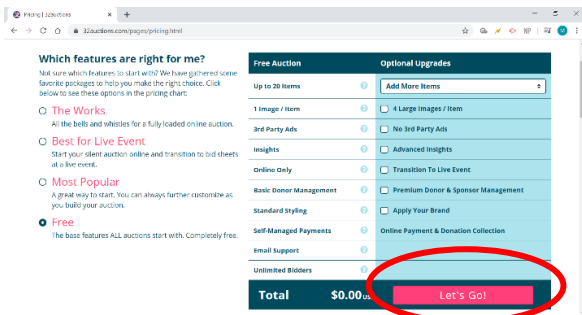 Pricing | 32auctions
32auctions.com/pages/pricing.html
Which features are right for me?
Not sure which features to start with? We have gathered some
favorite packages to help you make the right choice. Click
below to see these options in the pricing chart:
The Works
All the bells and whistles for a fully loaded online auction.
Best for Live Event
Start your silent auction online and transition to bid sheets
at a live event.
Most Popular
A great way to start. You can always further customize as
you build your auction.
Free
The base features ALL auctions start with. Completely free.
Free Auction
Optional Upgrades
Up to 20 Items
Add More Items
1 Image / Item
4 Large Images / Item
3rd Party Ads
No 3rd Party Ads
Insights
Advanced Insights
Online Only
Transition To Live Event
Basic Donor Management
Premium Donor & Sponsor Management
Standard Styling
Apply Your Brand
Self-Managed Payments
Online Payment & Donation Collection
Email Support
Unlimited Bidders
Total $0.00
Let's Go!